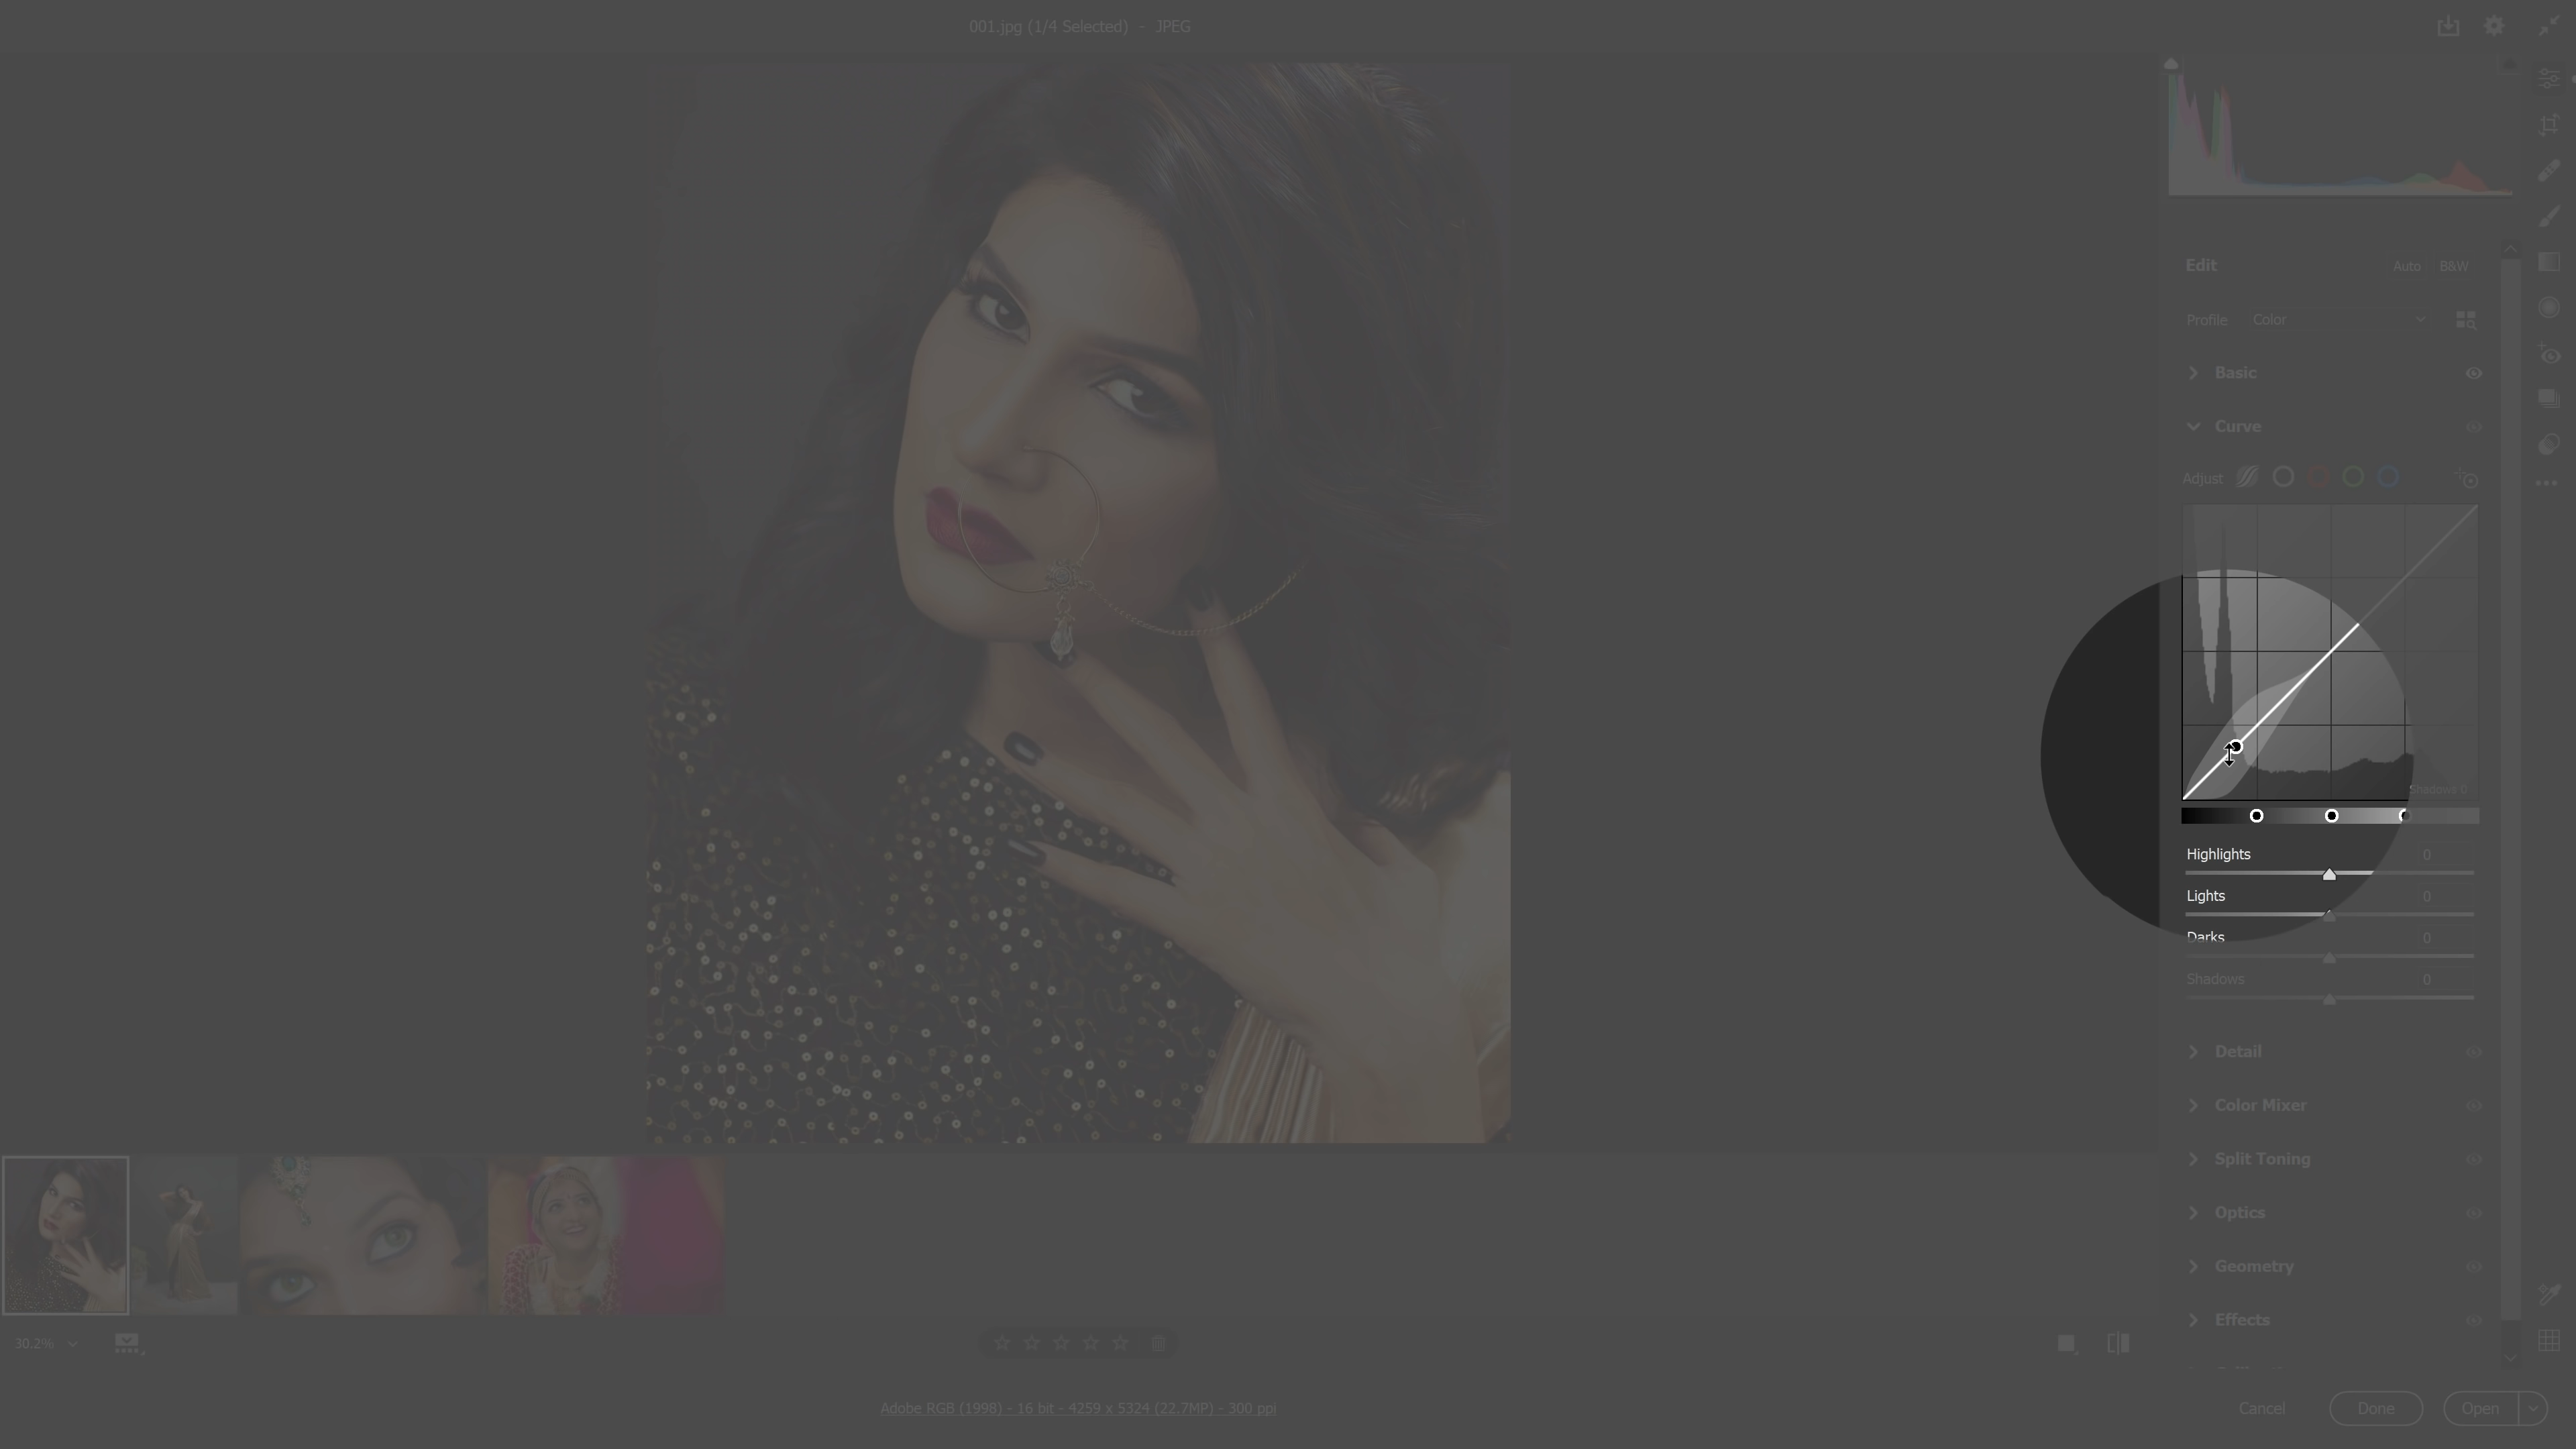 001.jpg (1/4 Selected) - JPEG
Edit
Auto B&W
Profile Color
Basic
Curve
Adjust
Shadows 0
Highlights 0
Lights 0
Darks 0
Shadows 0
Detail
Color Mixer
Split Toning
Optics
Geometry
Effects
30.2%
Adobe RGB (1998) - 16 bit - 4259 x 5324 (22.7MP) - 300 ppi
Cancel Done Open